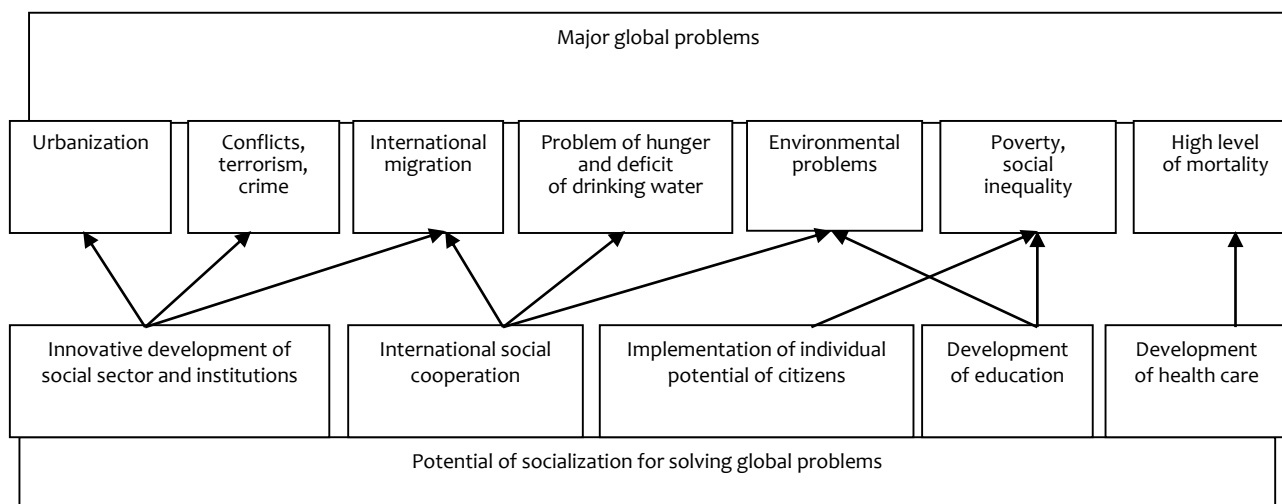 Major global problems
Urbanization
Conflicts,
terrorism,
crime
International
migration
Problem of hunger
and deficit
of drinking water
Environmental
problems
Poverty,
social
inequality
High level
of mortality
Innovative development of
social sector and institutions
International social
cooperation
Implementation of individual
potential of citizens
Development
of education
Development
of health care
Potential of socialization for solving global problems